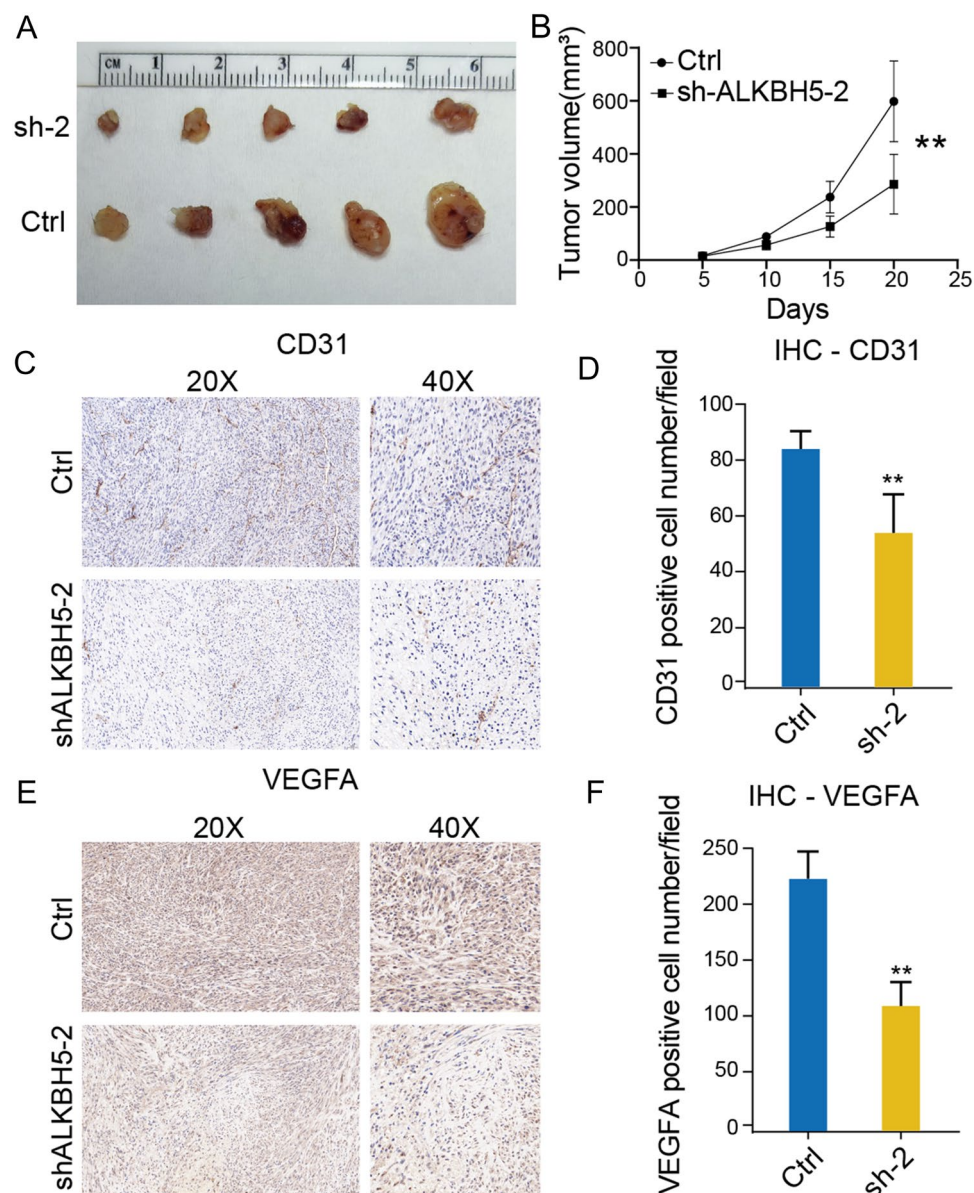 A
CM 1 2 3 4 5 6
sh-2
Ctrl
B
Tumor volume(mm³)
800
600
400
200
0
Ctrl
sh-ALKBH5-2
**
0 5 10 15 20 25
Days
C
CD31
20X 40X
Ctrl
shALKBH5-2
D
IHC - CD31
CD31 positive cell number/field
100
80
60
40
20
0
**
Ctrl sh-2
E
VEGFA
20X 40X
Ctrl
shALKBH5-2
F
IHC - VEGFA
VEGFA positive cell number/field
250
200
150
100
50
0
**
Ctrl sh-2